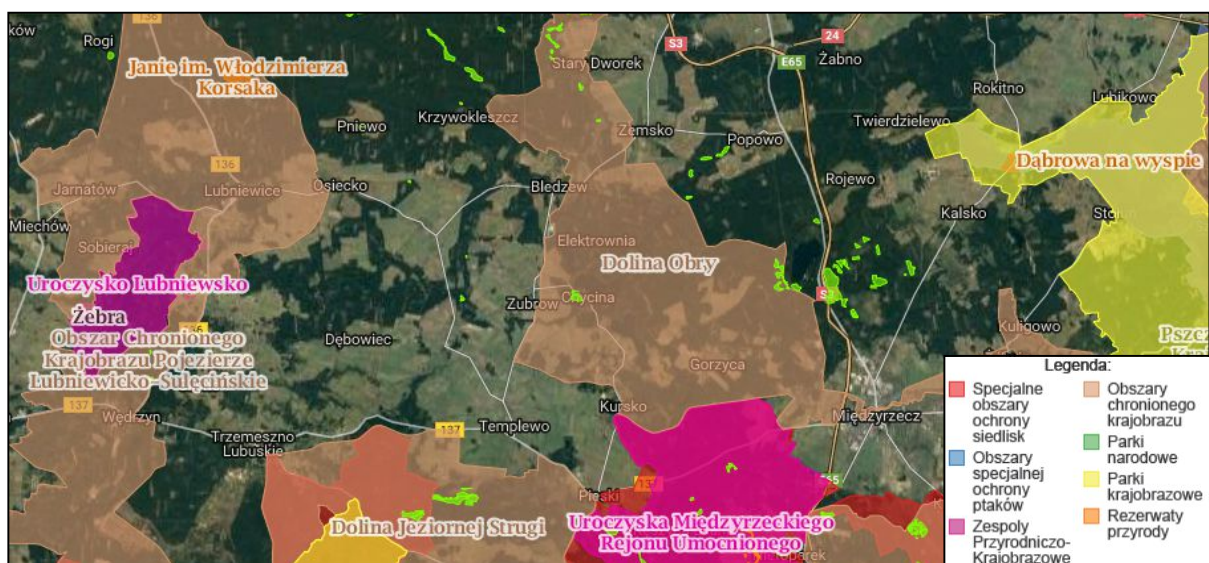 ków
Rogi
138
S3
24
E65
Żabno
Janie im. Włodzimierza
Korsaka
Stary Dworek
Rokitno
Lubikowo
Pniewo
Krzywokleszcz
Zemsko
Popowo
Twierdzielewo
Dąbrowa na wyspie
136
Jarnatów
Lubniewice
Osiecko
Bledzew
Rojewo
Miechów
Kalsko
Sobieraj
Elektrownia
Dolina Obry
Uroczysko Lubniewsko
Zubrow
S3
Żebra
Kuligowo
Obszar Chronionego
Krajobrazu Pojezierze
Lubniewicko-Sulęcińskie
Dębowiec
Gorzyca
137
Wędrzyn
Kursko
Międzyrzecz
Trzemeszno
Lubuskie
137
Templewo
Pieski
Dolina Jeziornej Strugi
Uroczyska Międzyrzeckiego
Rejonu Umocnionego
Legenda:
Specjalne
obszary
ochrony
siedlisk
Obszary
specjalnej
ochrony
ptaków
Zespoły
Przyrodniczo-
Krajobrazowe
Obszary
chronionego
krajobrazu
Parki
narodowe
Parki
krajobrazowe
Rezerwaty
przyrody